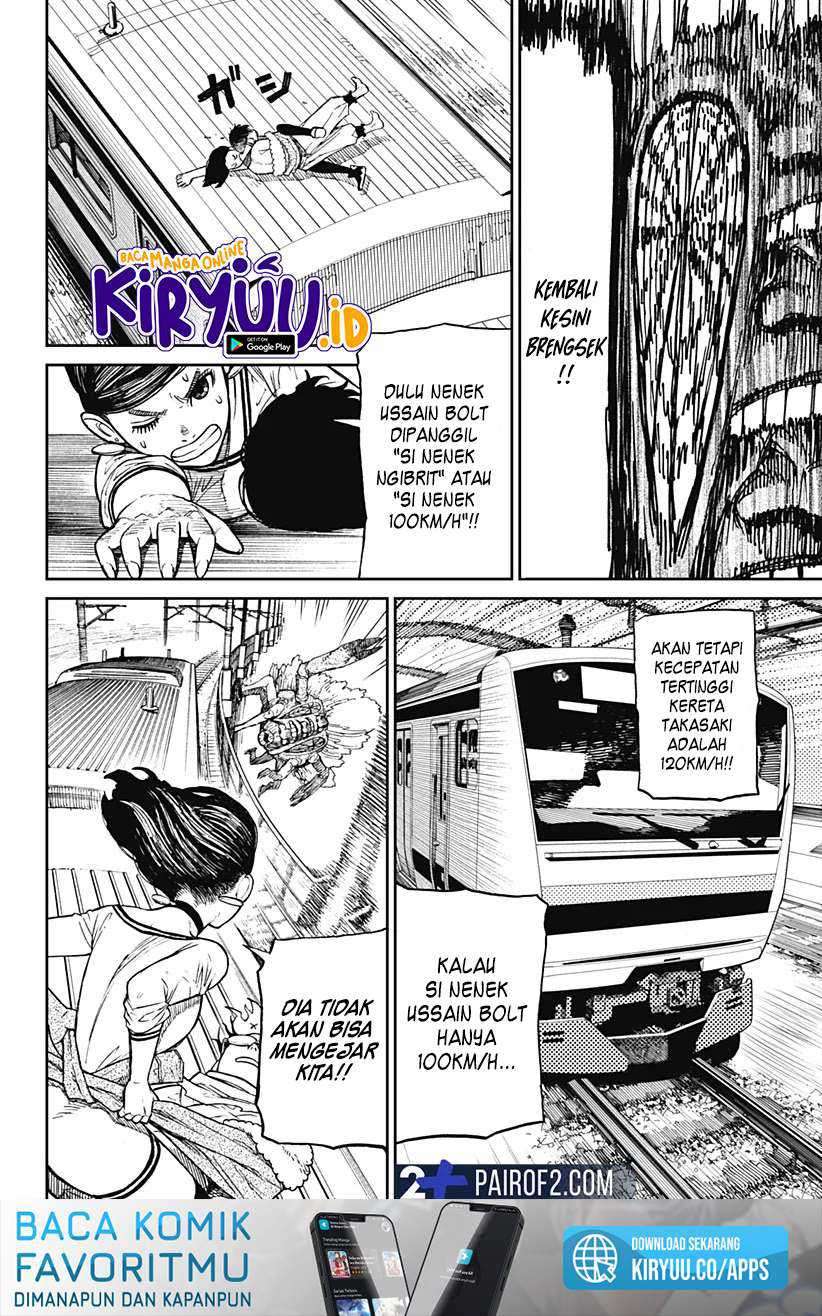 KEMBALI
KESINI
BRENGSEK
!!
ガシ
BACA MANGA ONLINE
KIRYUU.ID
GET IT ON
Google Play
DULU NENEK
USSAIN BOLT
DIPANGGIL
"SI NENEK
NGIBRIT" ATAU
"SI NENEK
100KM/H"!!
AKAN TETAPI
KECEPATAN
TERTINGGI
KERETA
TAKASAKI
ADALAH
120KM/H!!
KALAU
SI NENEK
USSAIN BOLT
HANYA
100KM/H...
DIA TIDAK
AKAN BISA
MENGEJAR
KITA!!
2+ PAIROF2.COM
BACA KOMIK
FAVORITMU
DIMANAPUN DAN KAPANPUN
DOWNLOAD SEKARANG
KIRYUU.CO/APPS